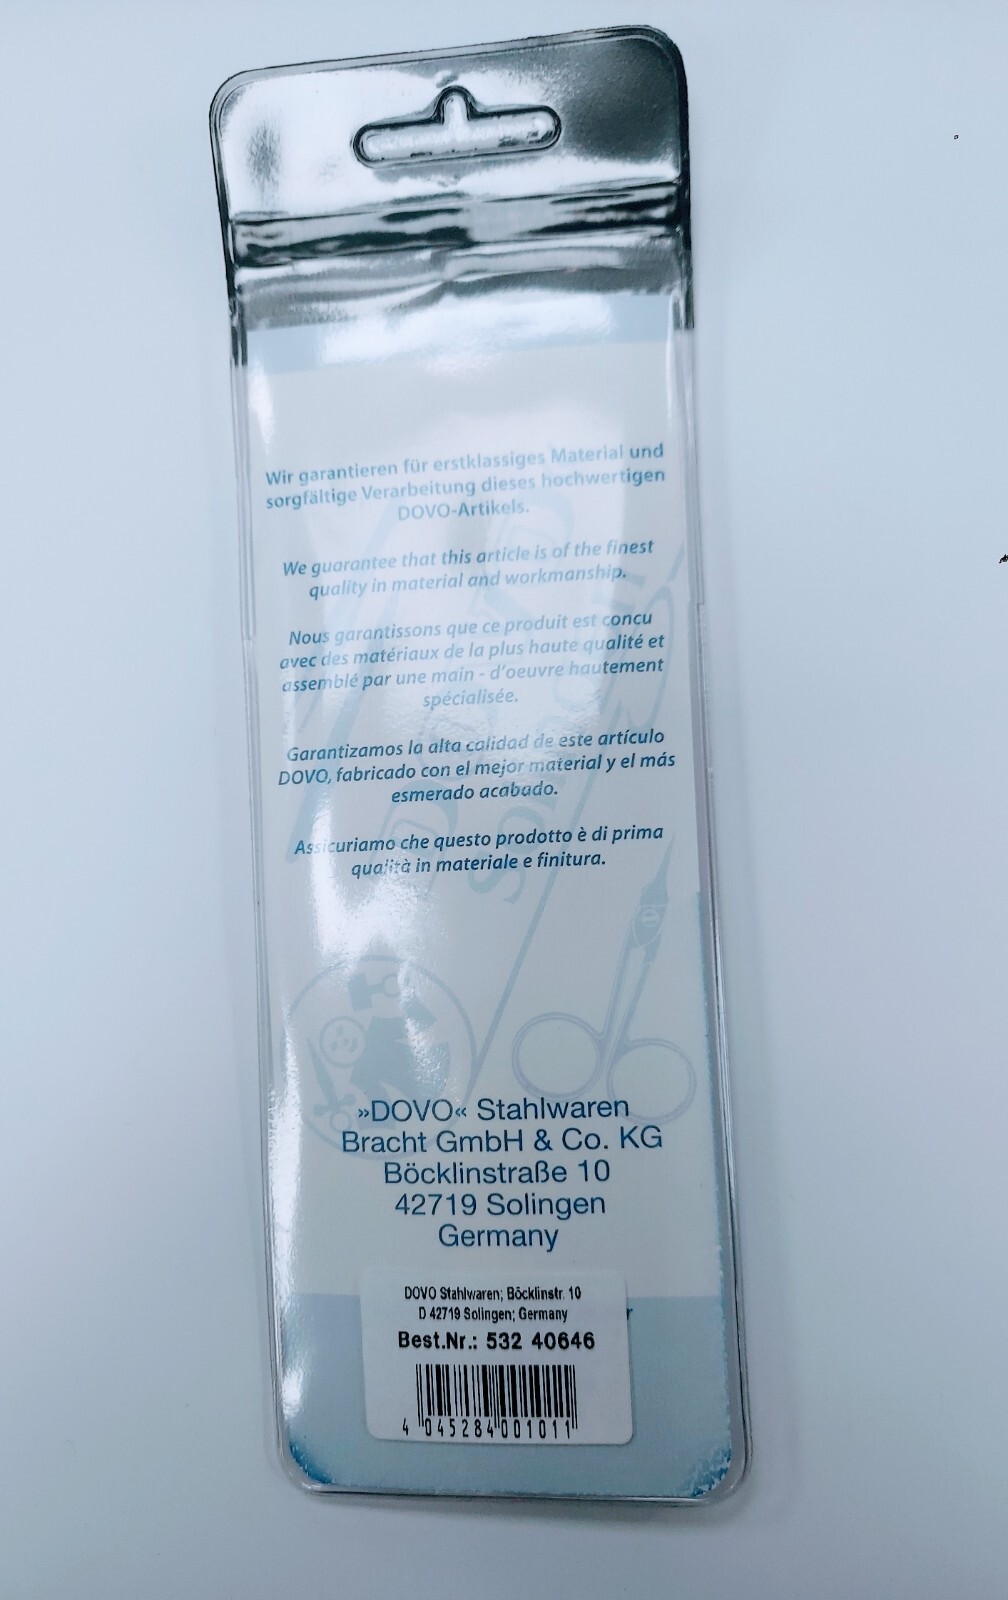 Wir garantieren für erstklassiges Material und
sorgfältige Verarbeitung dieses hochwertigen
DOVO-Artikels.
We guarantee that this article is of the finest
quality in material and workmanship.
Nous garantissons que ce produit est concu
avec des matériaux de la plus haute qualité et
assemblé par une main - d'oeuvre hautement
spécialisée.
Garantizamos la alta calidad de este artículo
DOVO, fabricado con el mejor material y el más
esmerado acabado.
Assicuriamo che questo prodotto è di prima
qualità in materiale e finitura.
»DOVO« Stahlwaren
Bracht GmbH & Co. KG
Böcklinstraße 10
42719 Solingen
Germany
DOVO Stahlwaren; Böcklinstr. 10
D 42719 Solingen; Germany
Best.Nr.: 532 40646
4 045284 001011